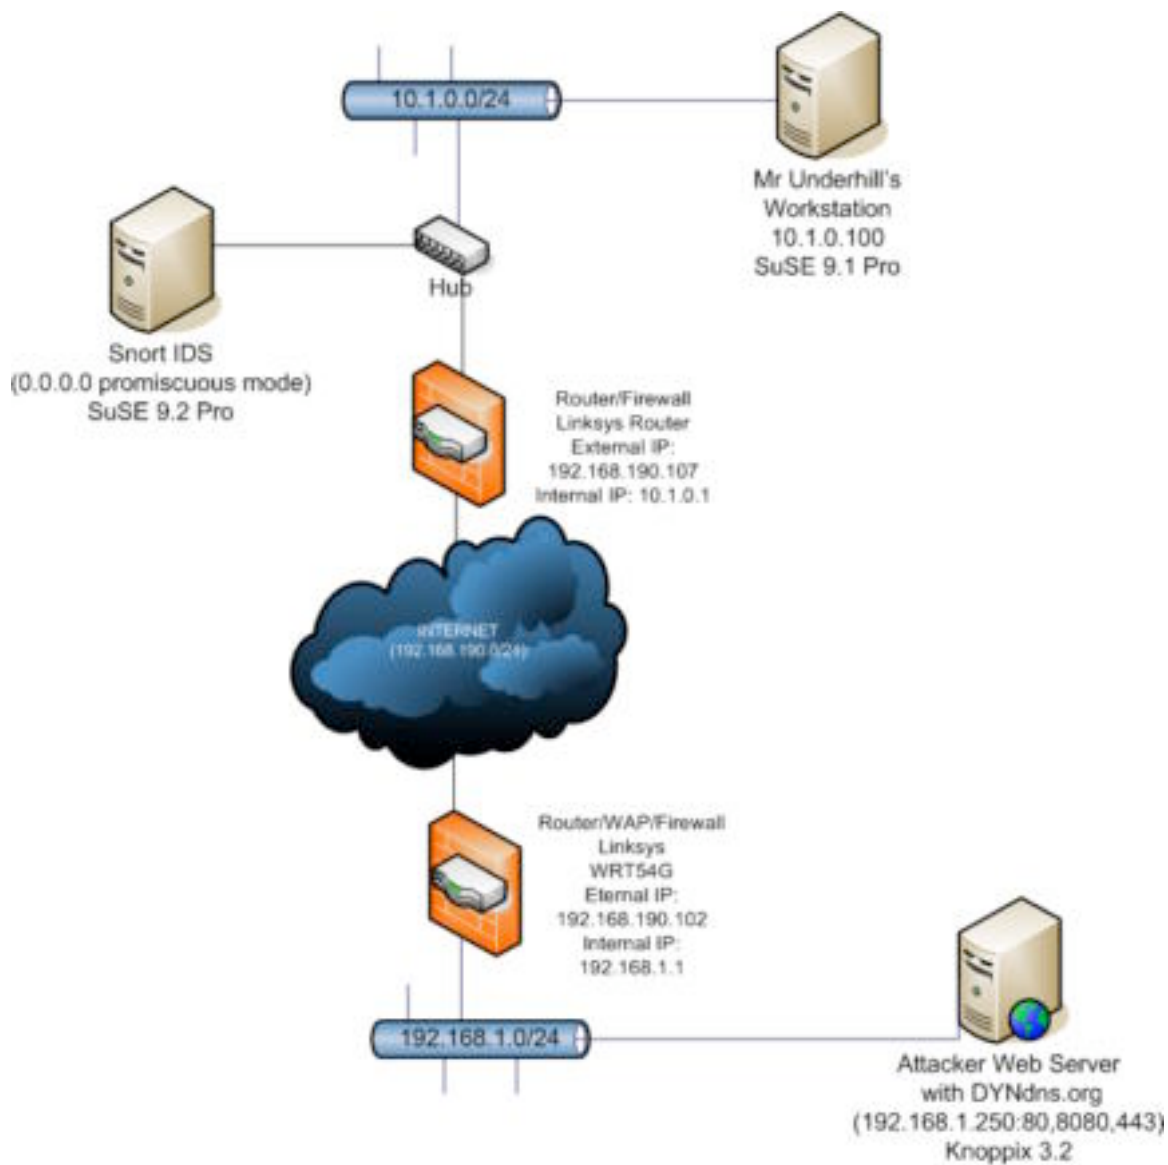 10.1.0.0/24
Mr Underhill's
Workstation
10.1.0.100
SuSE 9.1 Pro
Hub
Snort IDS
(0.0.0.0 promiscuous mode)
SuSE 9.2 Pro
Router/Firewall
Linksys Router
External IP:
192.168.190.107
Internal IP: 10.1.0.1
INTERNET
(192.168.190.0/24)
Router/WAP/Firewall
Linksys
WRT54G
Eternal IP:
192.168.190.102
Internal IP:
192.168.1.1
192.168.1.0/24
Attacker Web Server
with DYNdns.org
(192.168.1.250:80,8080,443)
Knoppix 3.2